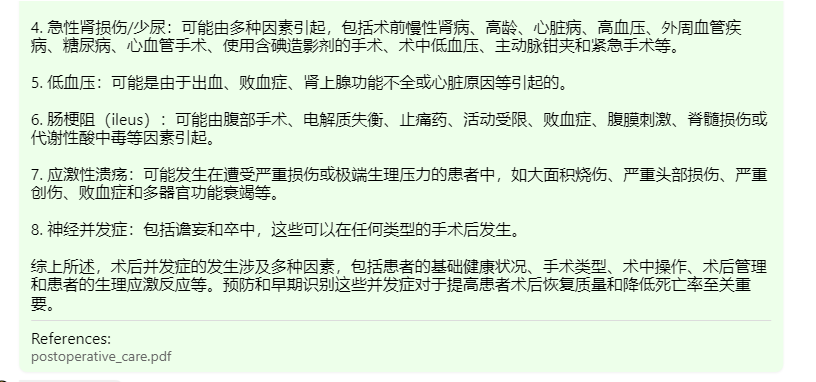 4. 急性肾损伤/少尿：可能由多种因素引起，包括术前慢性肾病、高龄、心脏病、高血压、外周血管疾
病、糖尿病、心血管手术、使用含碘造影剂的手术、术中低血压、主动脉钳夹和紧急手术等。
5. 低血压：可能是由于出血、败血症、肾上腺功能不全或心脏原因等引起的。
6. 肠梗阻（ileus）：可能由腹部手术、电解质失衡、止痛药、活动受限、败血症、腹膜刺激、脊髓损伤或
代谢性酸中毒等因素引起。
7. 应激性溃疡：可能发生在遭受严重损伤或极端生理压力的患者中，如大面积烧伤、严重头部损伤、严重
创伤、败血症和多器官功能衰竭等。
8. 神经并发症：包括谵妄和卒中，这些可以在任何类型的手术后发生。
综上所述，术后并发症的发生涉及多种因素，包括患者的基础健康状况、手术类型、术中操作、术后管理
和患者的生理应激反应等。预防和早期识别这些并发症对于提高患者术后恢复质量和降低死亡率至关重
要。
References:
postoperative_care.pdf